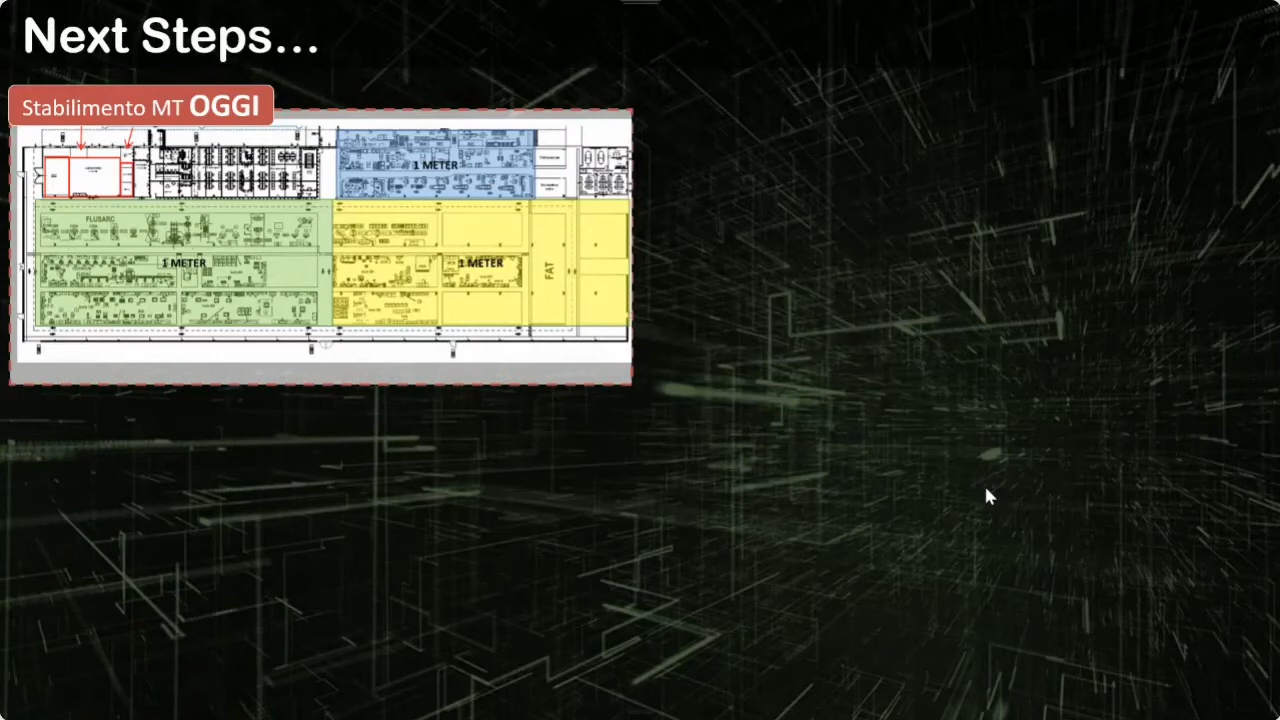 Next Steps...
Stabilimento MT OGGI
1 METER
FLUSARC
1 METER
1 METER
FAT